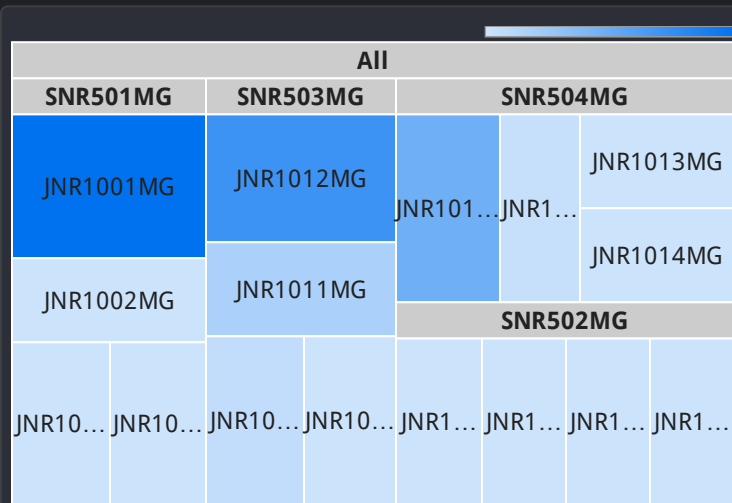 All
SNR501MG
SNR503MG
SNR504MG
JNR1001MG
JNR1012MG
JNR101...
JNR1...
JNR1013MG
JNR1014MG
JNR1002MG
JNR1011MG
SNR502MG
JNR10...
JNR10...
JNR10...
JNR10...
JNR1...
JNR1...
JNR1...
JNR1...